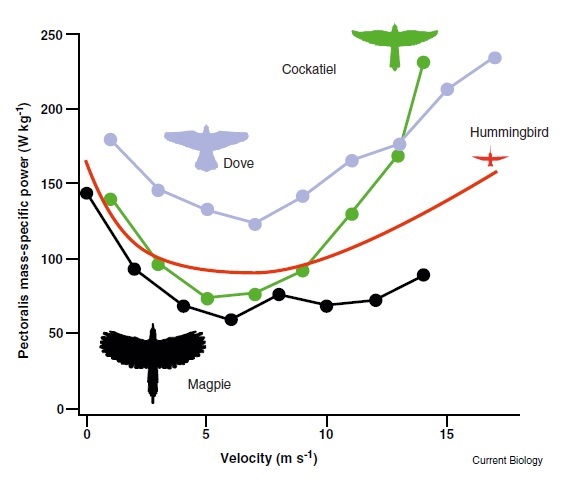 250
200
150
100
50
0
Pectoralis mass-specific power (W kg-1)
Cockatiel
Dove
Hummingbird
Magpie
0 5 10 15
Velocity (m s-1)
Current Biology